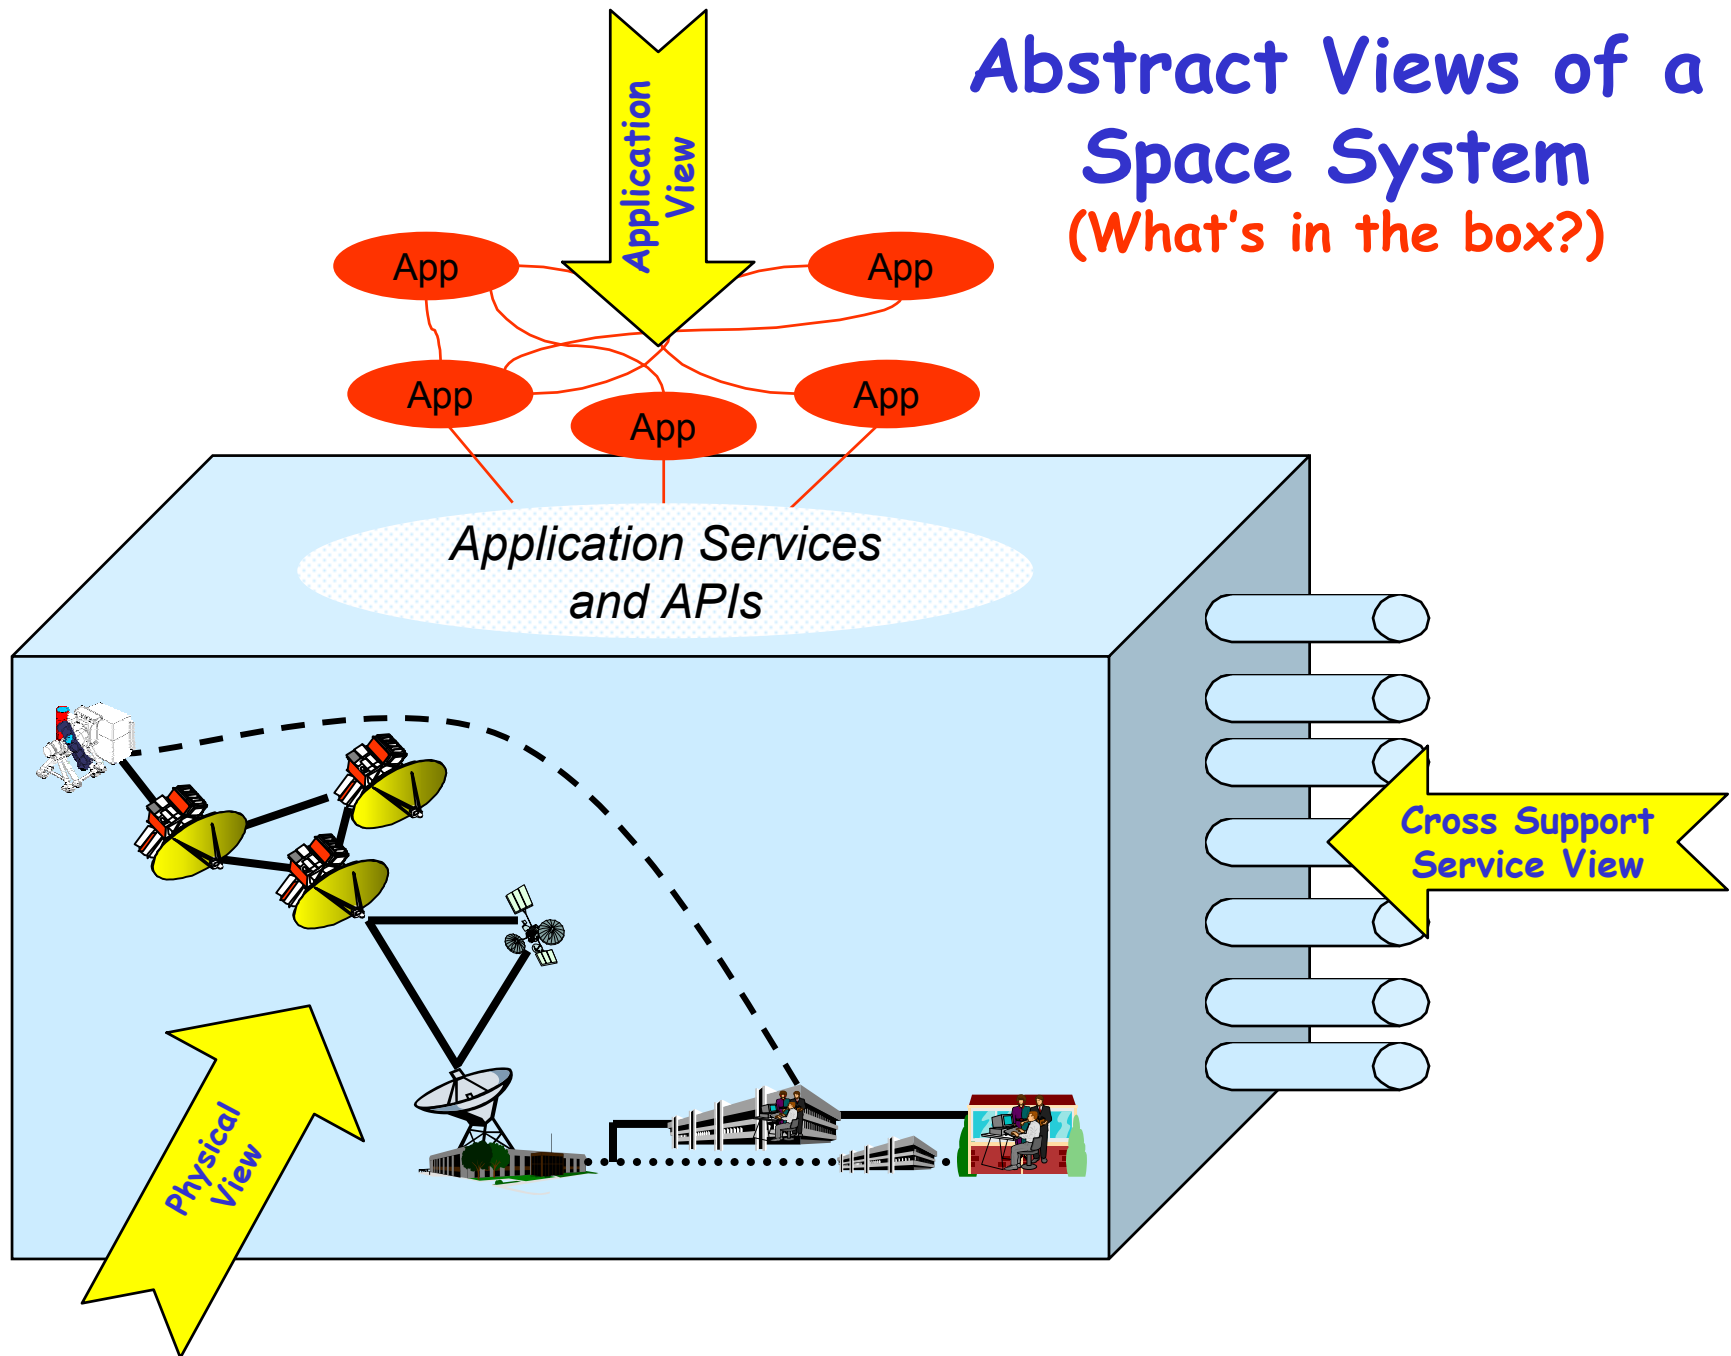 Abstract Views of a
Space System
(What's in the box?)
Application
View
App
App
App
App
App
Application Services
and APIs
Cross Support
Service View
Physical
View